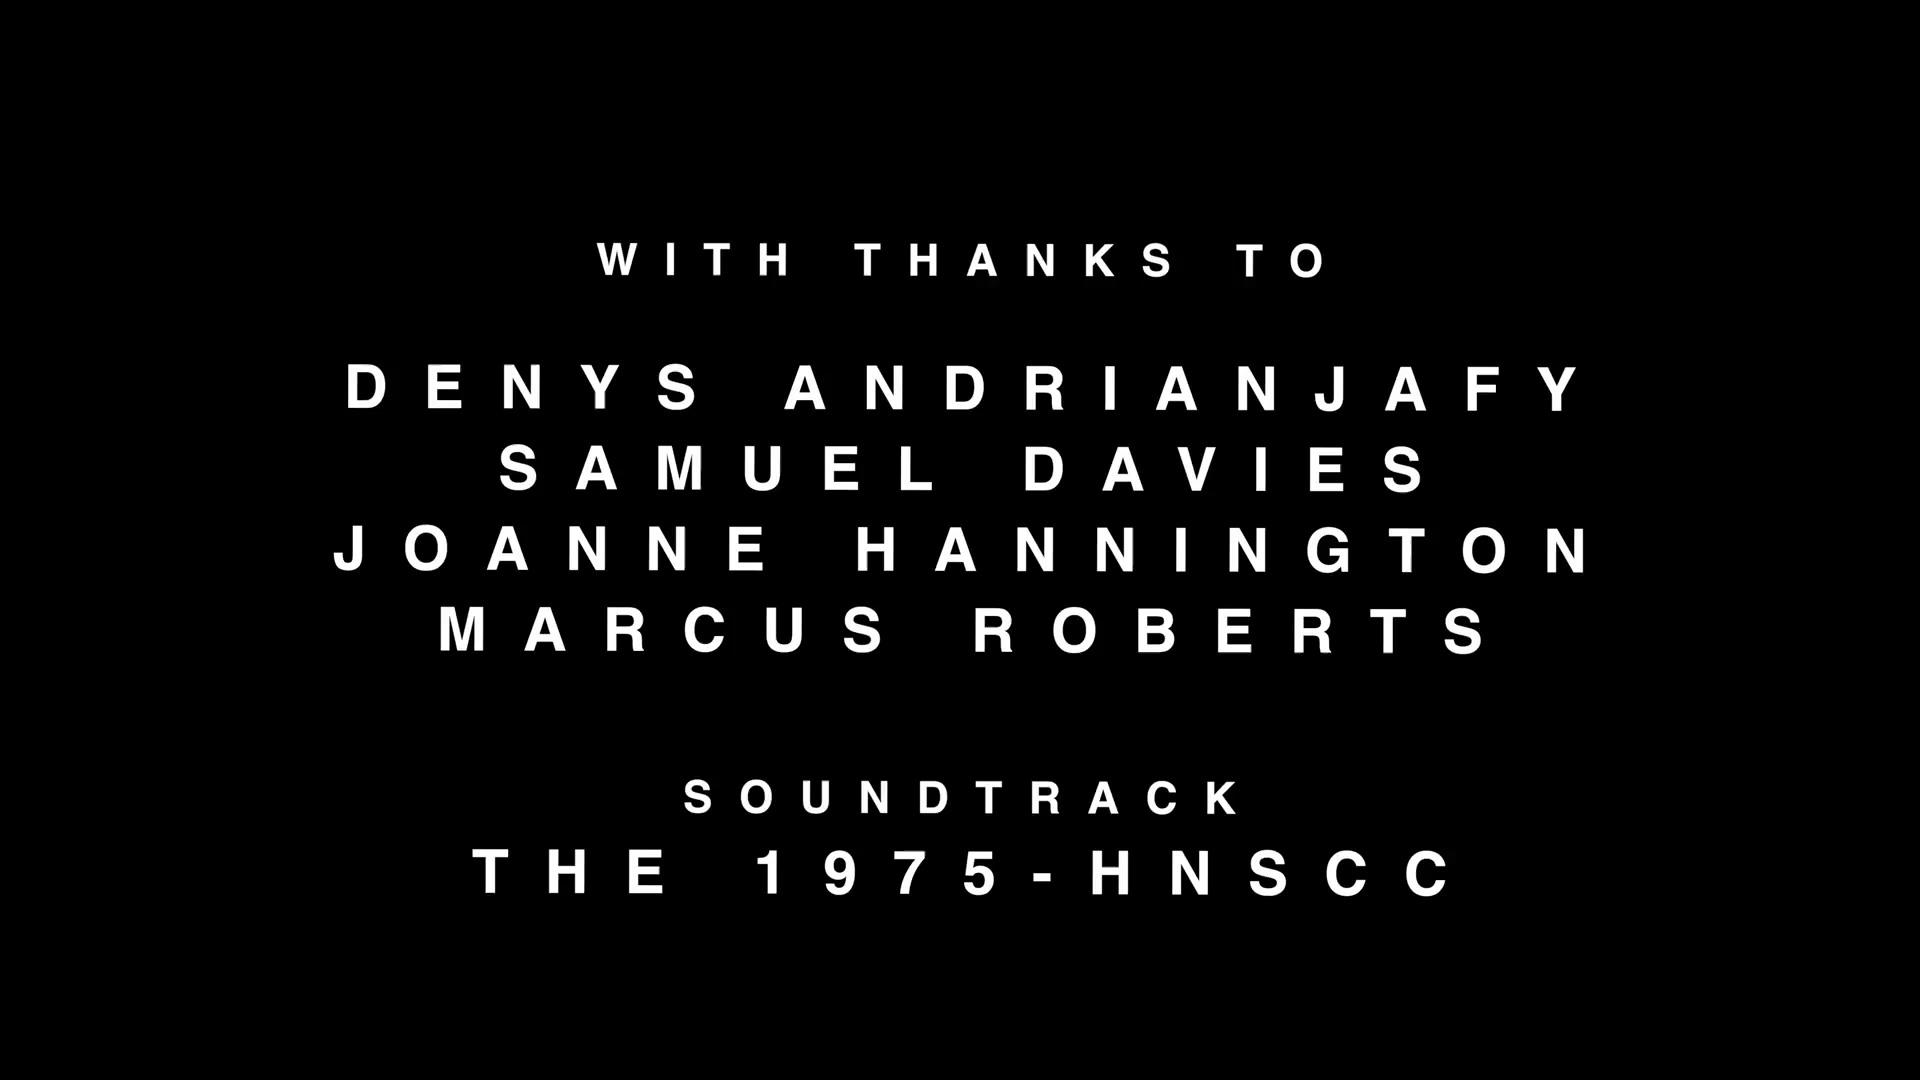 WITH THANKS TO
DENYS ANDRIANJAFY
SAMUEL DAVIES
JOANNE HANNINGTON
MARCUS ROBERTS
SOUNDTRACK
THE 1975-HNSCC